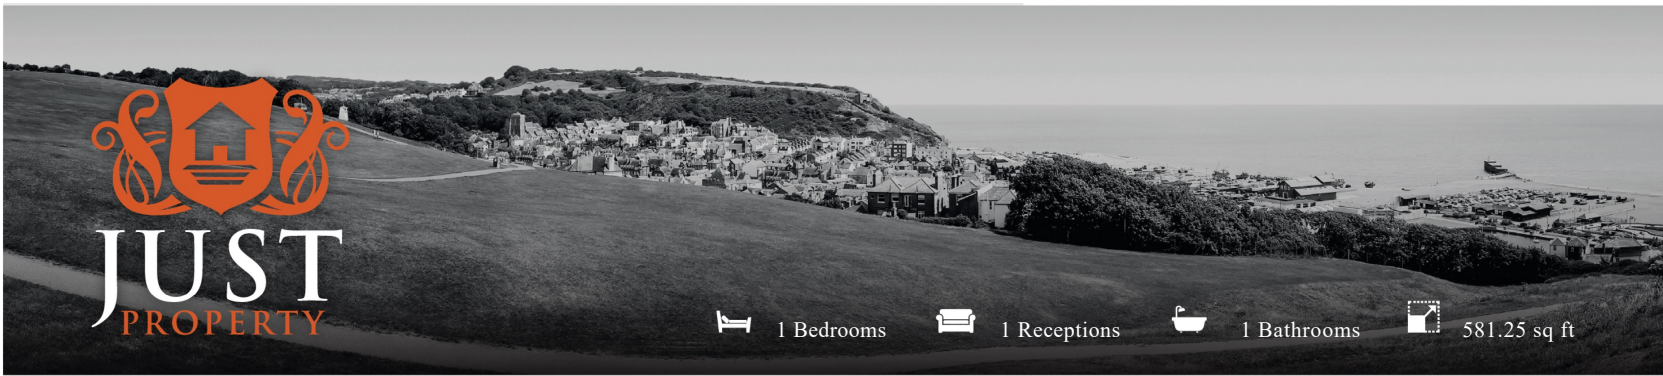 JUST
PROPERTY
1 Bedrooms
1 Receptions
1 Bathrooms
581.25 sq ft